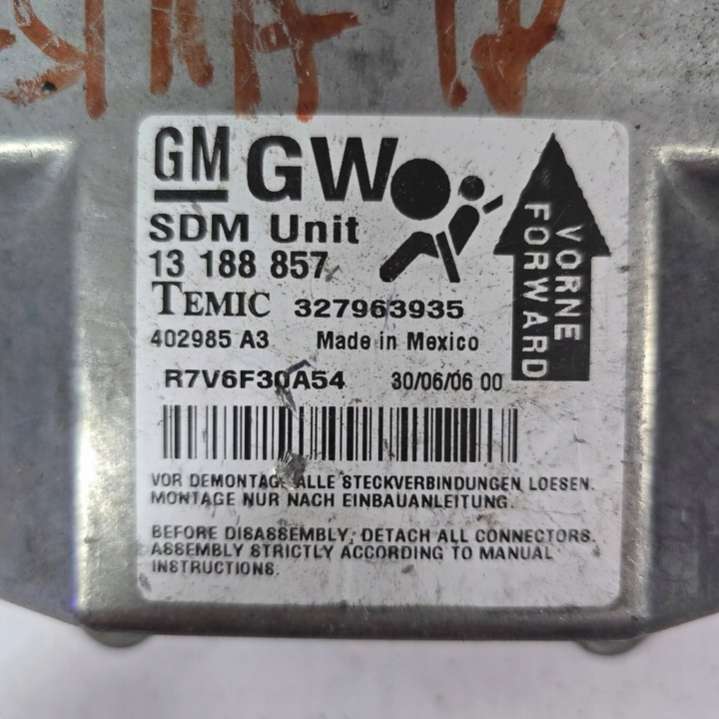 GM GW
SDM Unit
13 188 857
TEMIC 327963935
402985 A3 Made in Mexico
R7V6F30A54 30/06/06 00
VORNE
FORWARD
VOR DEMONTAGE ALLE STECKVERBINDUNGEN LOESEN.
MONTAGE NUR NACH EINBAUANLEITUNG.
BEFORE DISASSEMBLY, DETACH ALL CONNECTORS.
ASSEMBLY STRICTLY ACCORDING TO MANUAL
INSTRUCTIONS.